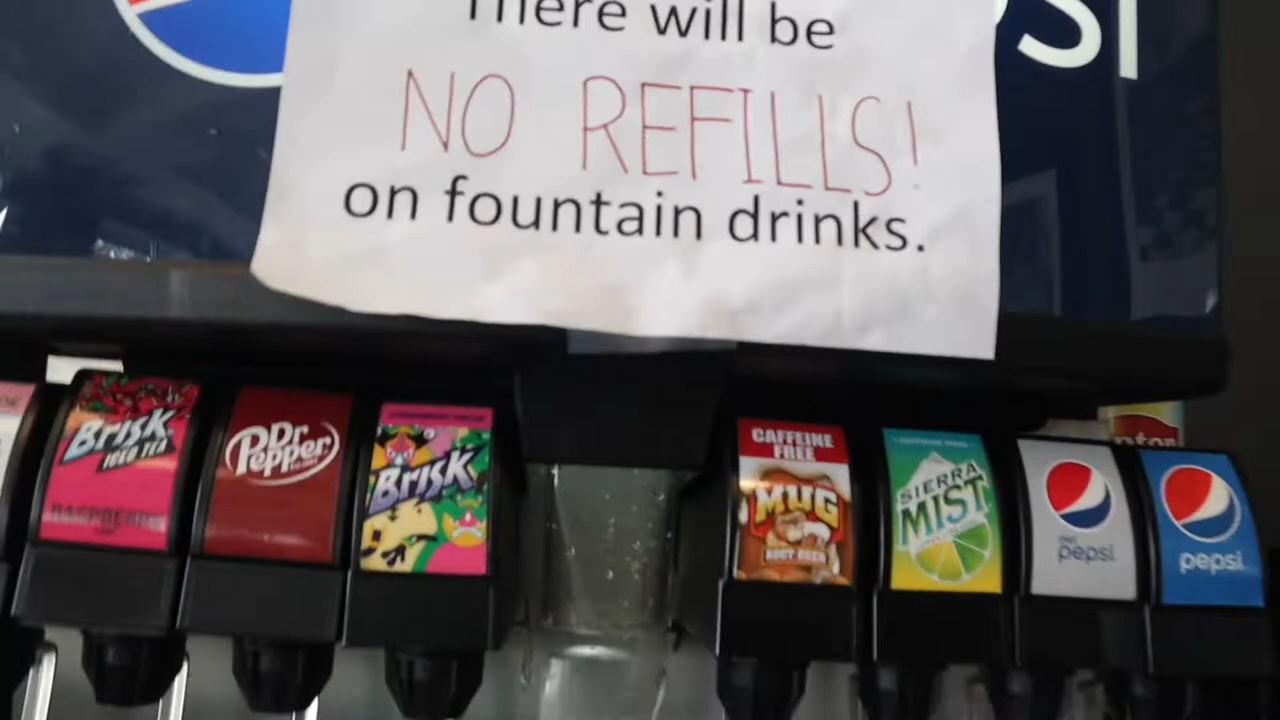 There will be
NO REFILLS!
on fountain drinks.
BRISK
ICED TEA
RASPBERRY
Dr Pepper
BRISK
CAFFEINE
FREE
MUG
ROOT BEER
SIERRA
MIST
diet
pepsi
pepsi